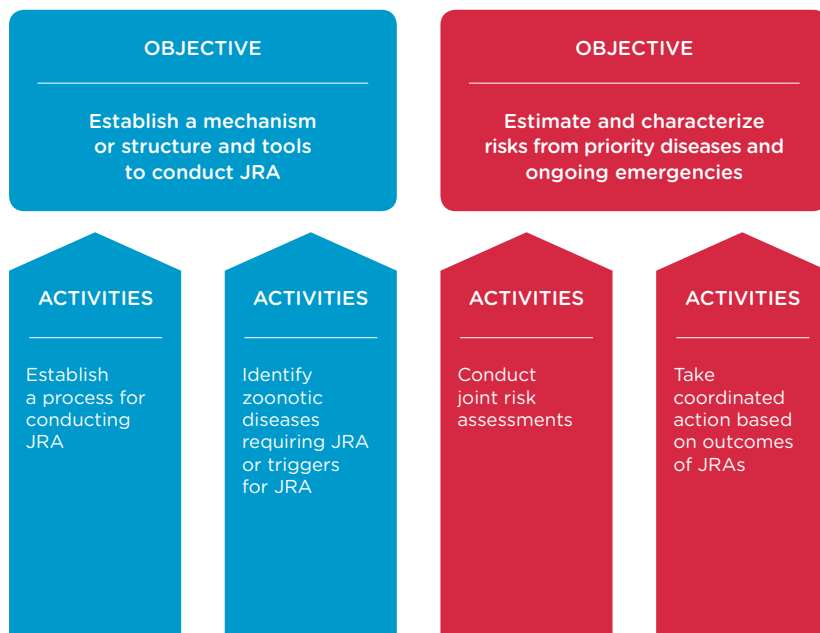 OBJECTIVE
Establish a mechanism
or structure and tools
to conduct JRA
OBJECTIVE
Estimate and characterize
risks from priority diseases and
ongoing emergencies
ACTIVITIES
Establish
a process for
conducting
JRA
ACTIVITIES
Identify
zoonotic
diseases
requiring JRA
or triggers
for JRA
ACTIVITIES
Conduct
joint risk
assessments
ACTIVITIES
Take
coordinated
action based
on outcomes
of JRAs